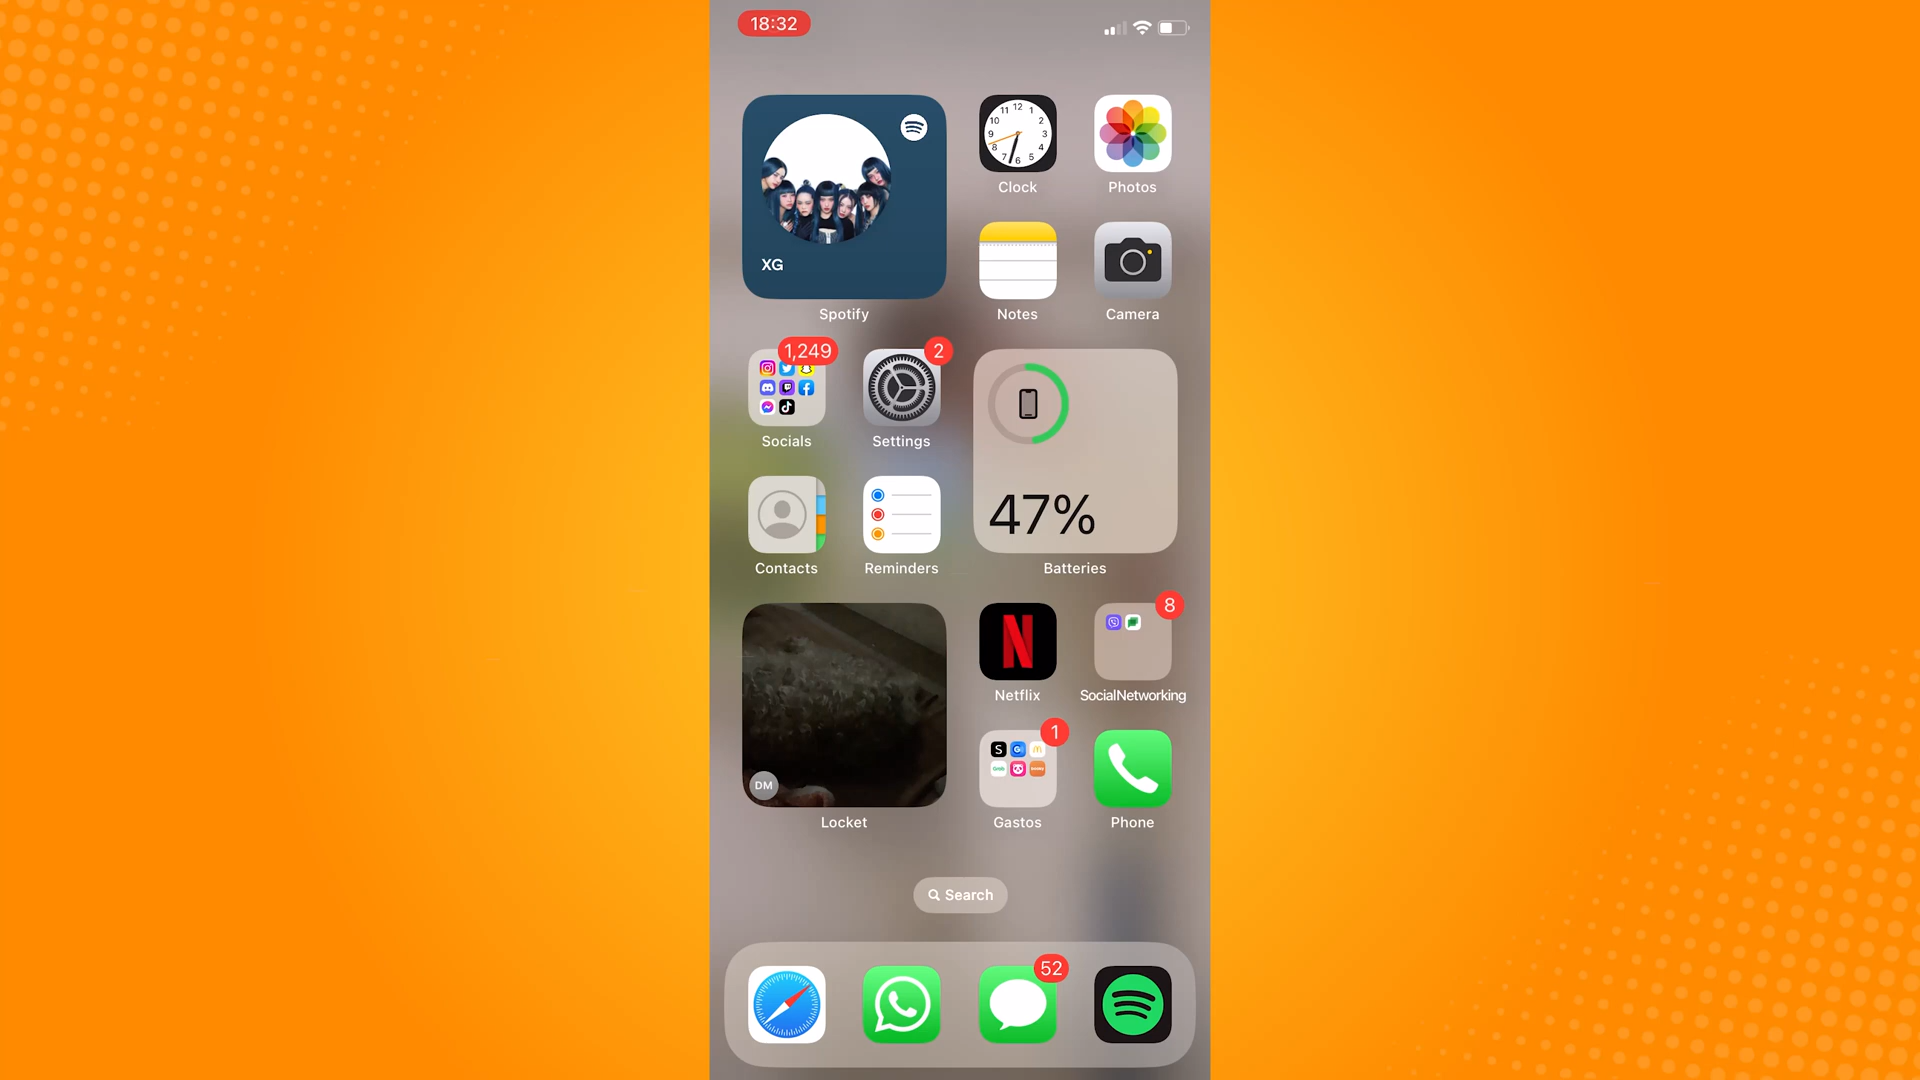 18:32
XG
Spotify
Clock
Photos
Notes
Camera
1,249
2
Socials
Settings
47%
Contacts
Reminders
Batteries
8
Netflix
SocialNetworking
1
DM
Locket
Gastos
Phone
Search
52